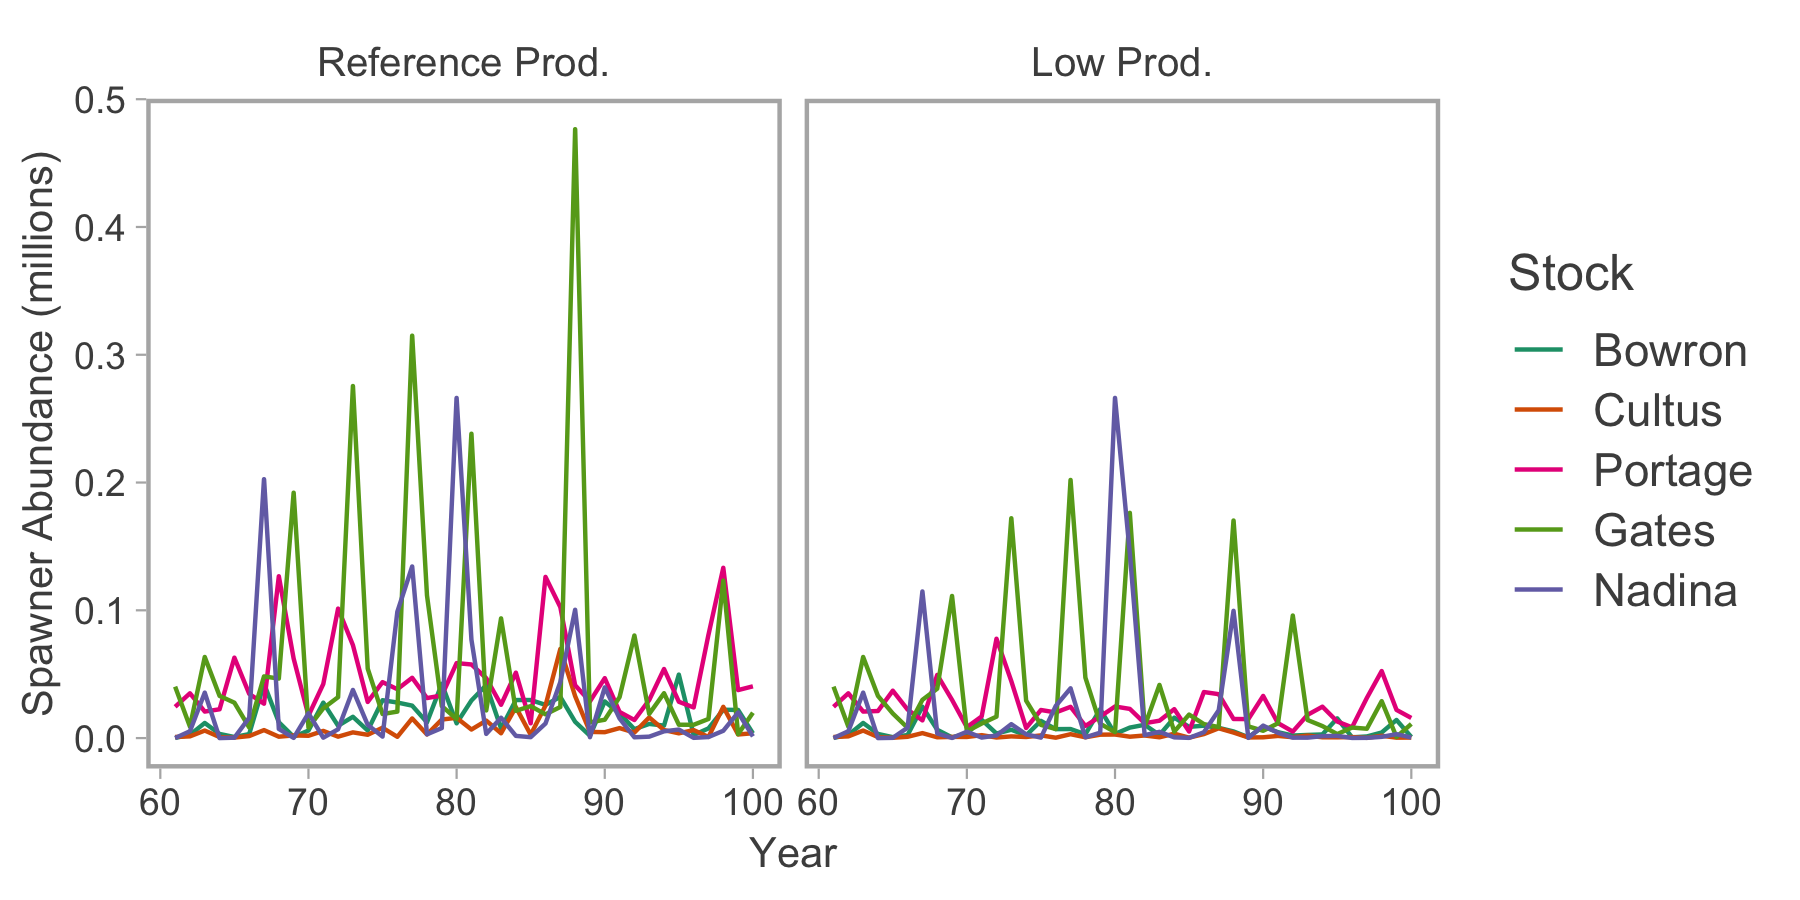 Reference Prod.
Low Prod.
0.5
0.4
0.3
0.2
0.1
0.0
Spawner Abundance (millions)
60 70 80 90 100
60 70 80 90 100
Year
Stock
Bowron
Cultus
Portage
Gates
Nadina